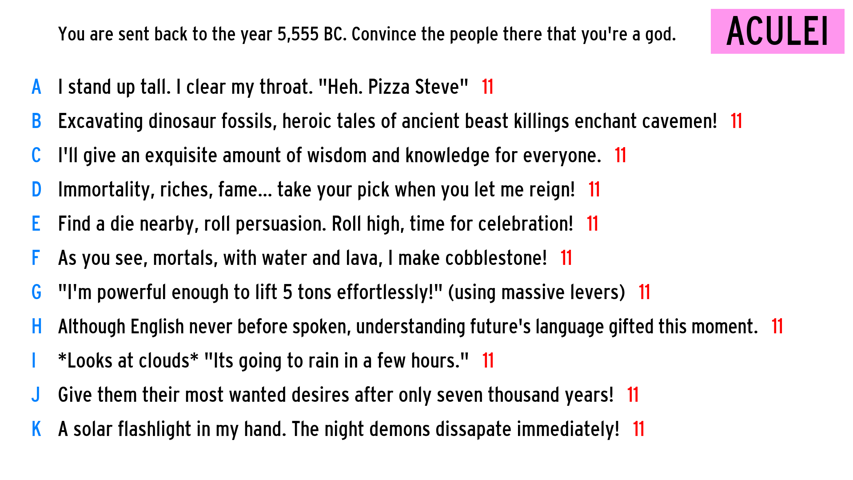 You are sent back to the year 5,555 BC. Convince the people there that you're a god.
ACULEI
A I stand up tall. I clear my throat. "Heh. Pizza Steve" 11
B Excavating dinosaur fossils, heroic tales of ancient beast killings enchant cavemen! 11
C I'll give an exquisite amount of wisdom and knowledge for everyone. 11
D Immortality, riches, fame... take your pick when you let me reign! 11
E Find a die nearby, roll persuasion. Roll high, time for celebration! 11
F As you see, mortals, with water and lava, I make cobblestone! 11
G "I'm powerful enough to lift 5 tons effortlessly!" (using massive levers) 11
H Although English never before spoken, understanding future's language gifted this moment. 11
I *Looks at clouds* "Its going to rain in a few hours." 11
J Give them their most wanted desires after only seven thousand years! 11
K A solar flashlight in my hand. The night demons dissapate immediately! 11